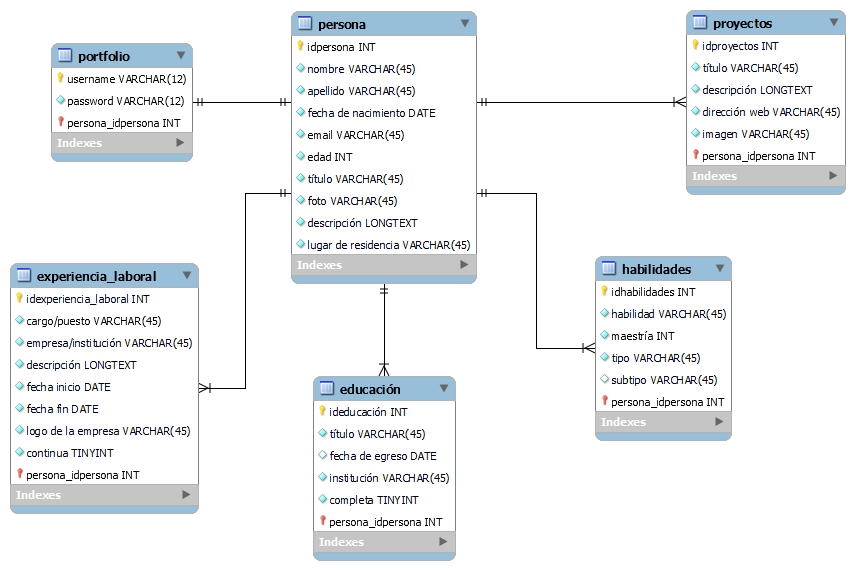 portfolio
username VARCHAR(12)
password VARCHAR(12)
persona_idpersona INT
Indexes
persona
idpersona INT
nombre VARCHAR(45)
apellido VARCHAR(45)
fecha de nacimiento DATE
email VARCHAR(45)
edad INT
título VARCHAR(45)
foto VARCHAR(45)
descripción LONGTEXT
lugar de residencia VARCHAR(45)
Indexes
proyectos
idproyectos INT
título VARCHAR(45)
descripción LONGTEXT
dirección web VARCHAR(45)
imagen VARCHAR(45)
persona_idpersona INT
Indexes
experiencia_laboral
idexperiencia_laboral INT
cargo/puesto VARCHAR(45)
empresa/institución VARCHAR(45)
descripción LONGTEXT
fecha inicio DATE
fecha fin DATE
logo de la empresa VARCHAR(45)
continua TINYINT
persona_idpersona INT
Indexes
educación
ideducación INT
título VARCHAR(45)
fecha de egreso DATE
institución VARCHAR(45)
completa TINYINT
persona_idpersona INT
Indexes
habilidades
idhabilidades INT
habilidad VARCHAR(45)
maestría INT
tipo VARCHAR(45)
subtipo VARCHAR(45)
persona_idpersona INT
Indexes